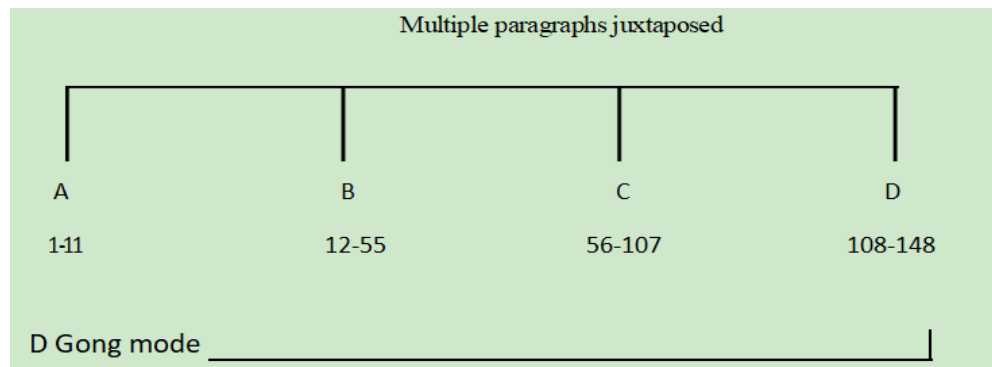 Multiple paragraphs juxtaposed
A B C D
1-11 12-55 56-107 108-148
D Gong mode